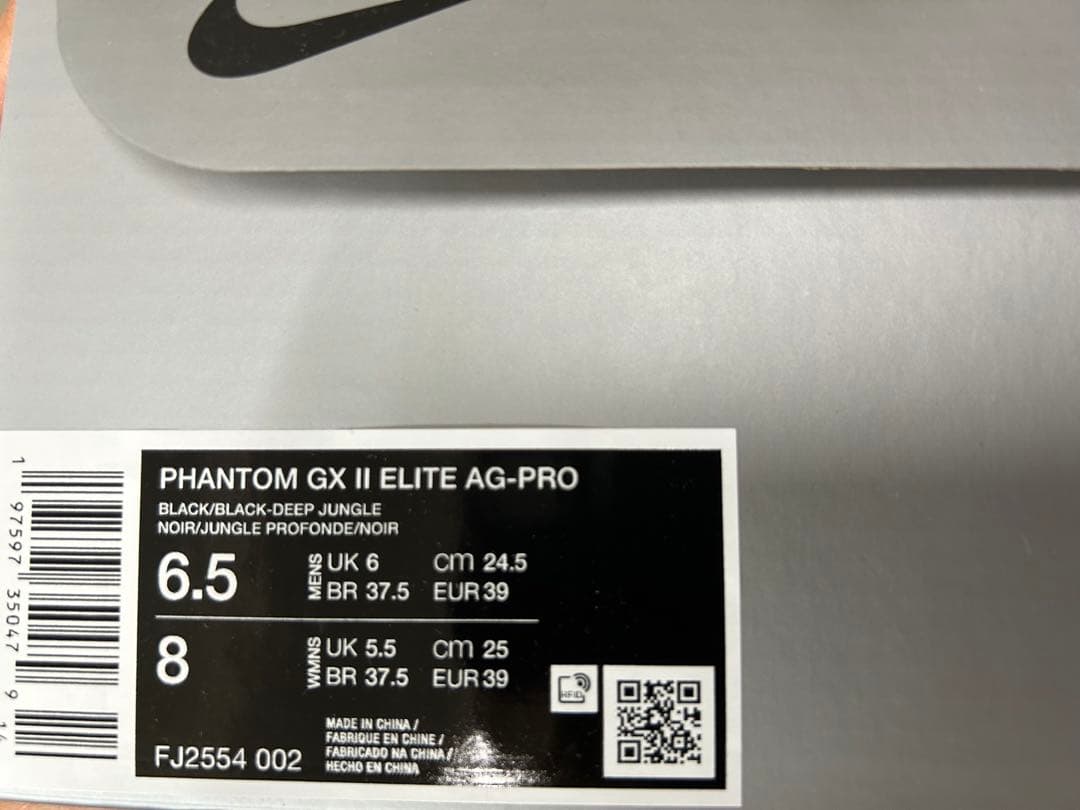 PHANTOM GX II ELITE AG-PRO
BLACK/BLACK-DEEP JUNGLE
NOIR/JUNGLE PROFONDE/NOIR
6.5 MENS UK 6 cm 24.5
BR 37.5 EUR 39
8 WMNS UK 5.5 cm 25
BR 37.5 EUR 39
MADE IN CHINA /
FABRIQUE EN CHINE /
FABRICADO NA CHINA /
HECHO EN CHINA
FJ2554 002
RFID
1 97597 35047 9